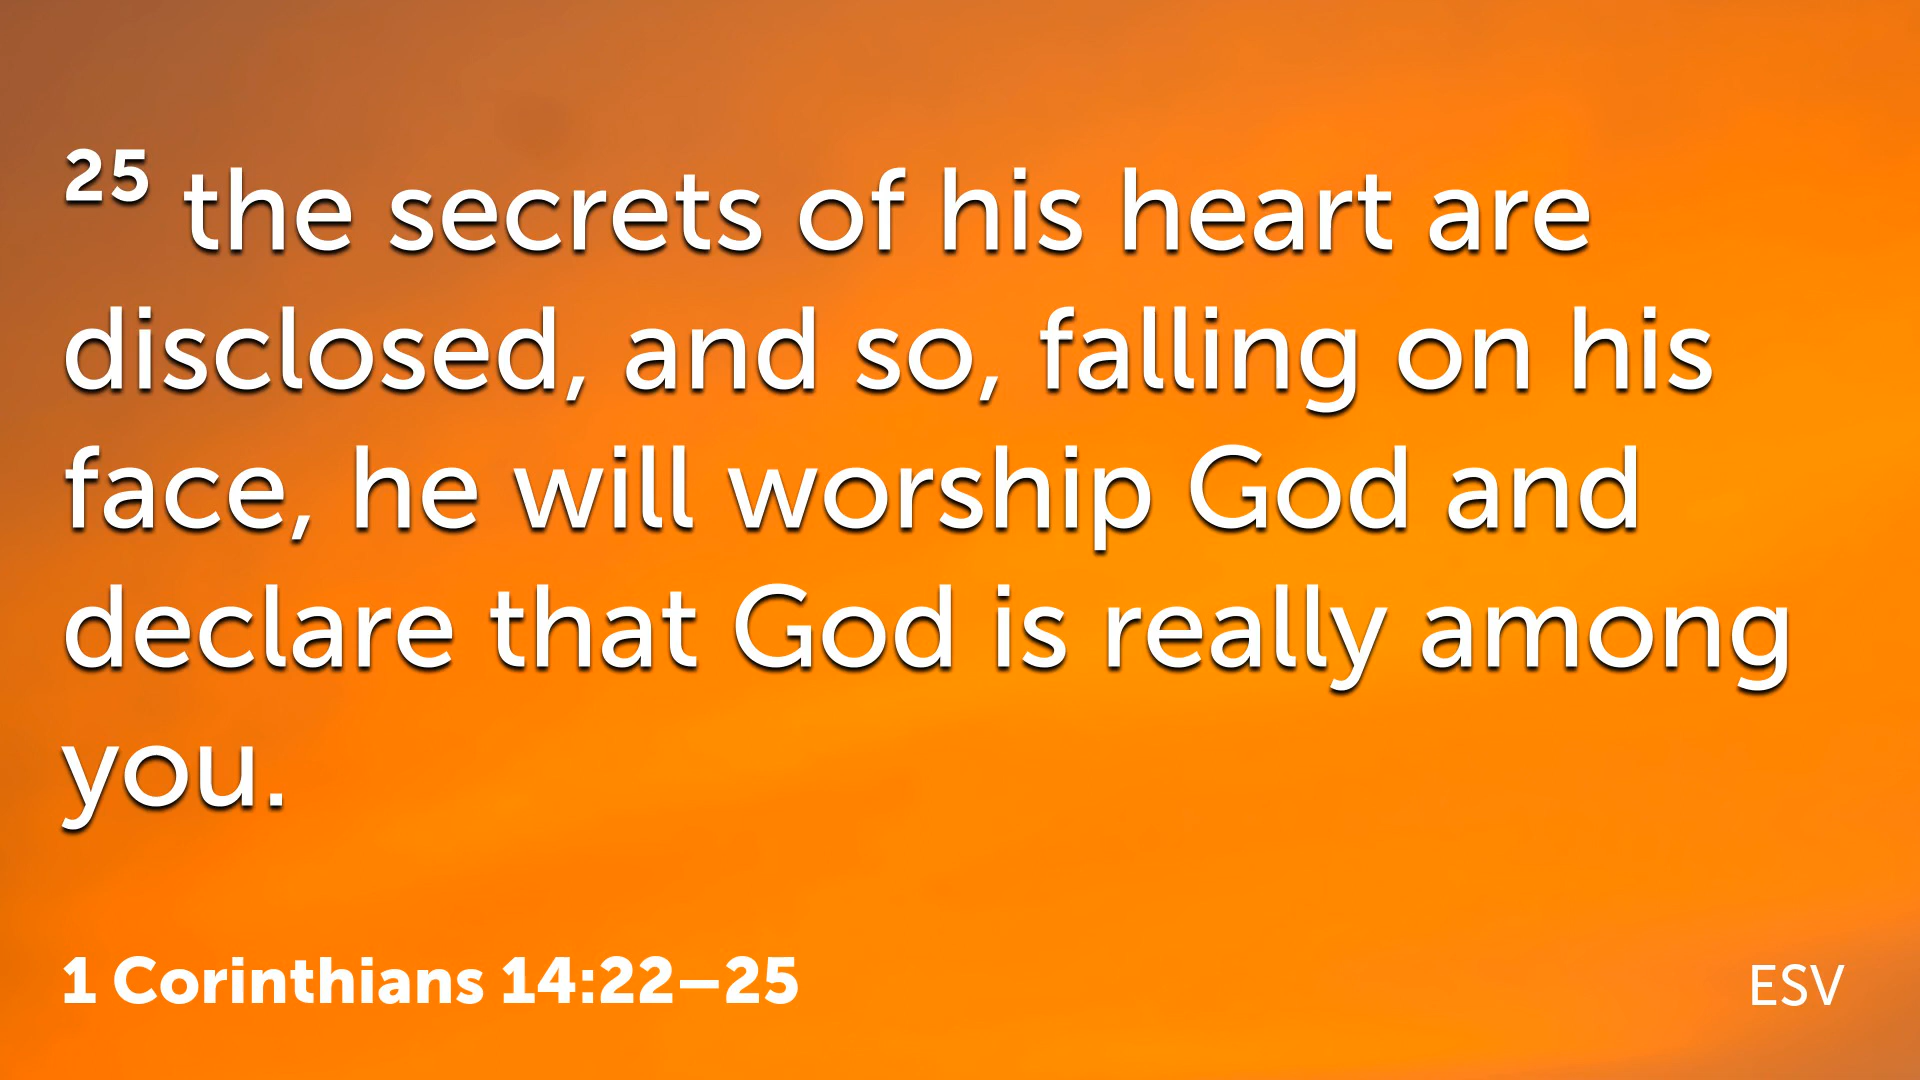 25 the secrets of his heart are
disclosed, and so, falling on his
face, he will worship God and
declare that God is really among
you.
1 Corinthians 14:22–25
ESV